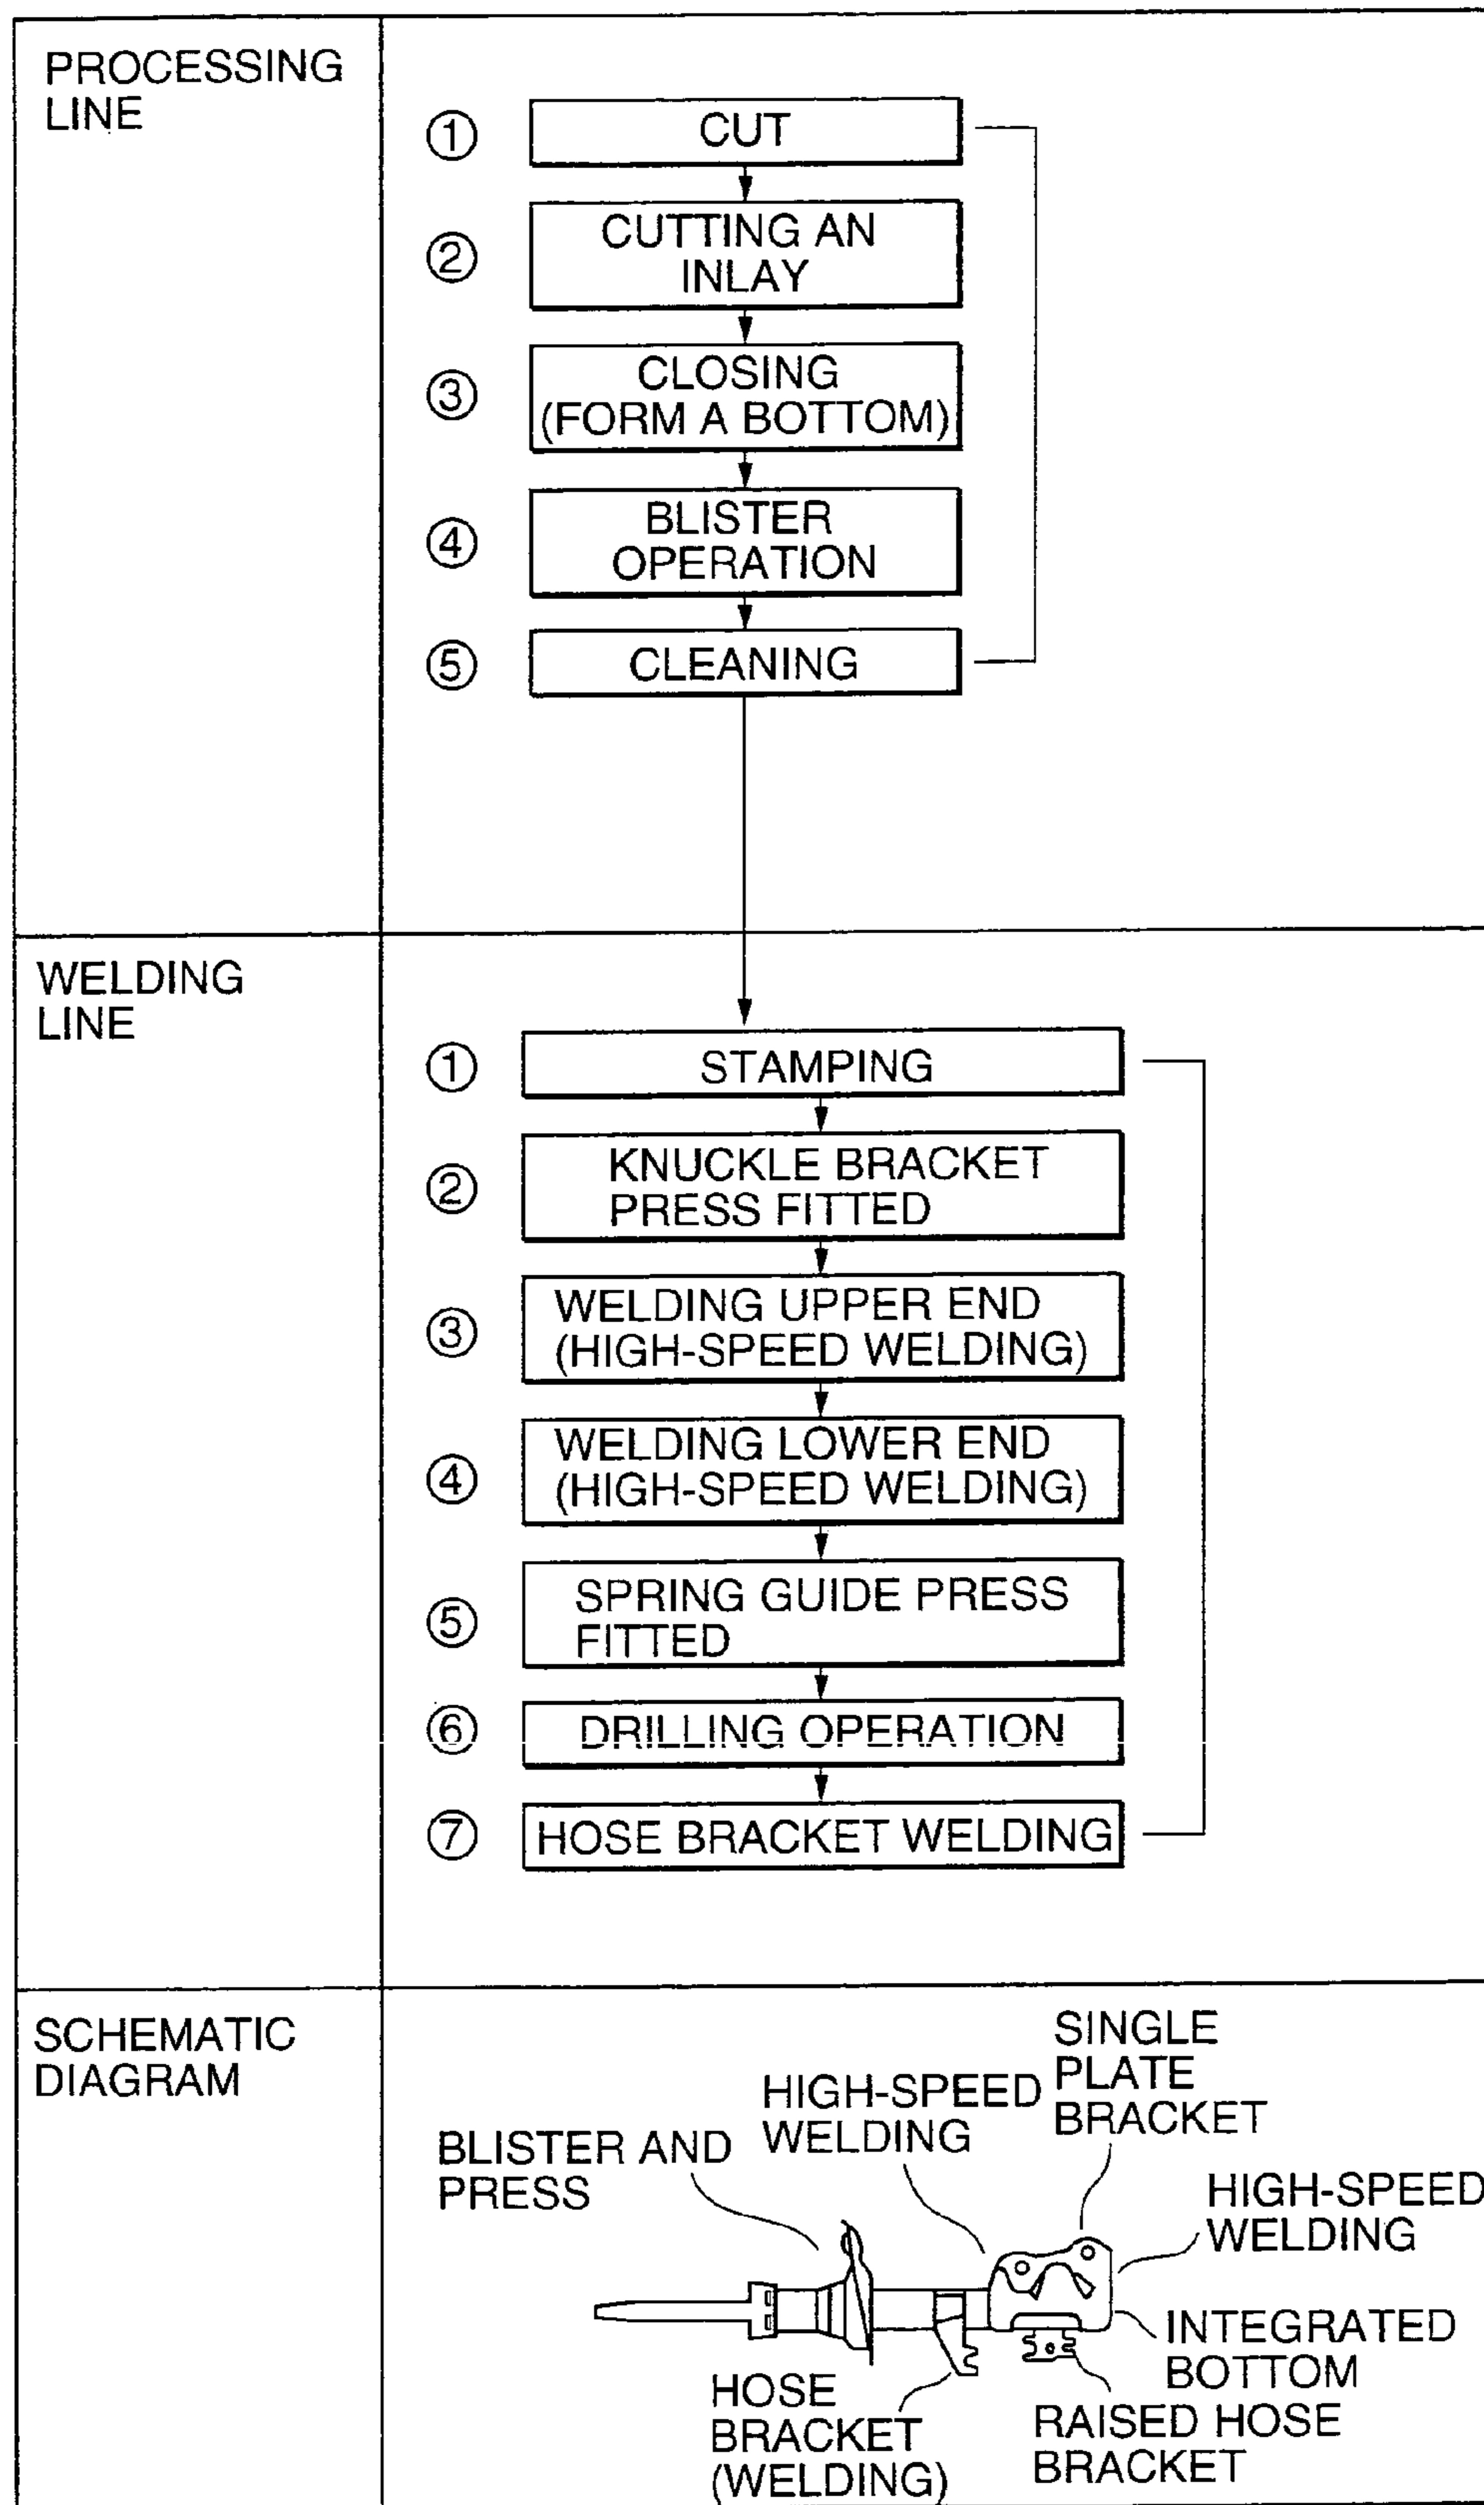 PROCESSING
LINE
① CUT
② CUTTING AN
INLAY
③ CLOSING
(FORM A BOTTOM)
④ BLISTER
OPERATION
⑤ CLEANING
WELDING
LINE
① STAMPING
② KNUCKLE BRACKET
PRESS FITTED
③ WELDING UPPER END
(HIGH-SPEED WELDING)
④ WELDING LOWER END
(HIGH-SPEED WELDING)
⑤ SPRING GUIDE PRESS
FITTED
⑥ DRILLING OPERATION
⑦ HOSE BRACKET WELDING
SCHEMATIC
DIAGRAM
BLISTER AND
PRESS
HIGH-SPEED
WELDING
SINGLE
PLATE
BRACKET
HIGH-SPEED
WELDING
INTEGRATED
BOTTOM
RAISED HOSE
BRACKET
HOSE
BRACKET
(WELDING)